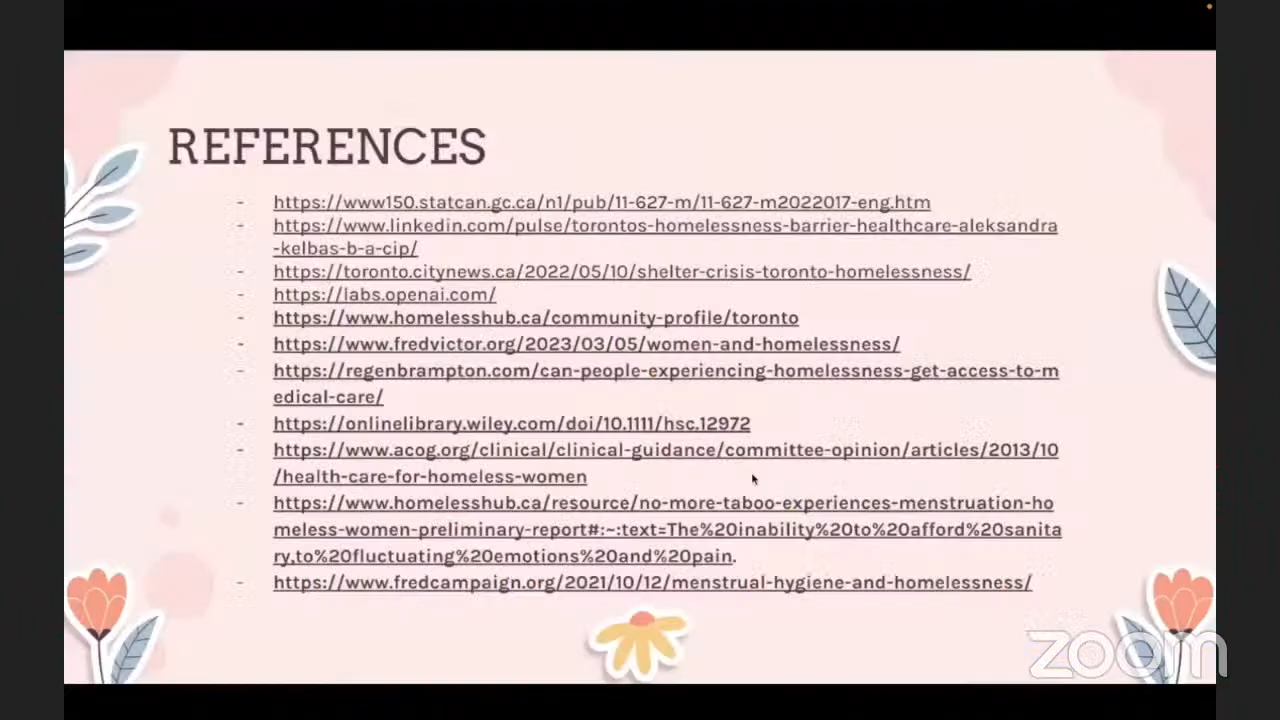 REFERENCES
- https://www150.statcan.gc.ca/n1/pub/11-627-m/11-627-m2022017-eng.htm
- https://www.linkedin.com/pulse/torontos-homelessness-barrier-healthcare-aleksandra
-kelbas-b-a-cip/
- https://toronto.citynews.ca/2022/05/10/shelter-crisis-toronto-homelessness/
- https://labs.openai.com/
- https://www.homelesshub.ca/community-profile/toronto
- https://www.fredvictor.org/2023/03/05/women-and-homelessness/
- https://regenbrampton.com/can-people-experiencing-homelessness-get-access-to-m
edical-care/
- https://onlinelibrary.wiley.com/doi/10.1111/hsc.12972
- https://www.acog.org/clinical/clinical-guidance/committee-opinion/articles/2013/10
/health-care-for-homeless-women
- https://www.homelesshub.ca/resource/no-more-taboo-experiences-menstruation-ho
meless-women-preliminary-report#:~:text=The%20inability%20to%20afford%20sanita
ry,to%20fluctuating%20emotions%20and%20pain.
- https://www.fredcampaign.org/2021/10/12/menstrual-hygiene-and-homelessness/
zoom